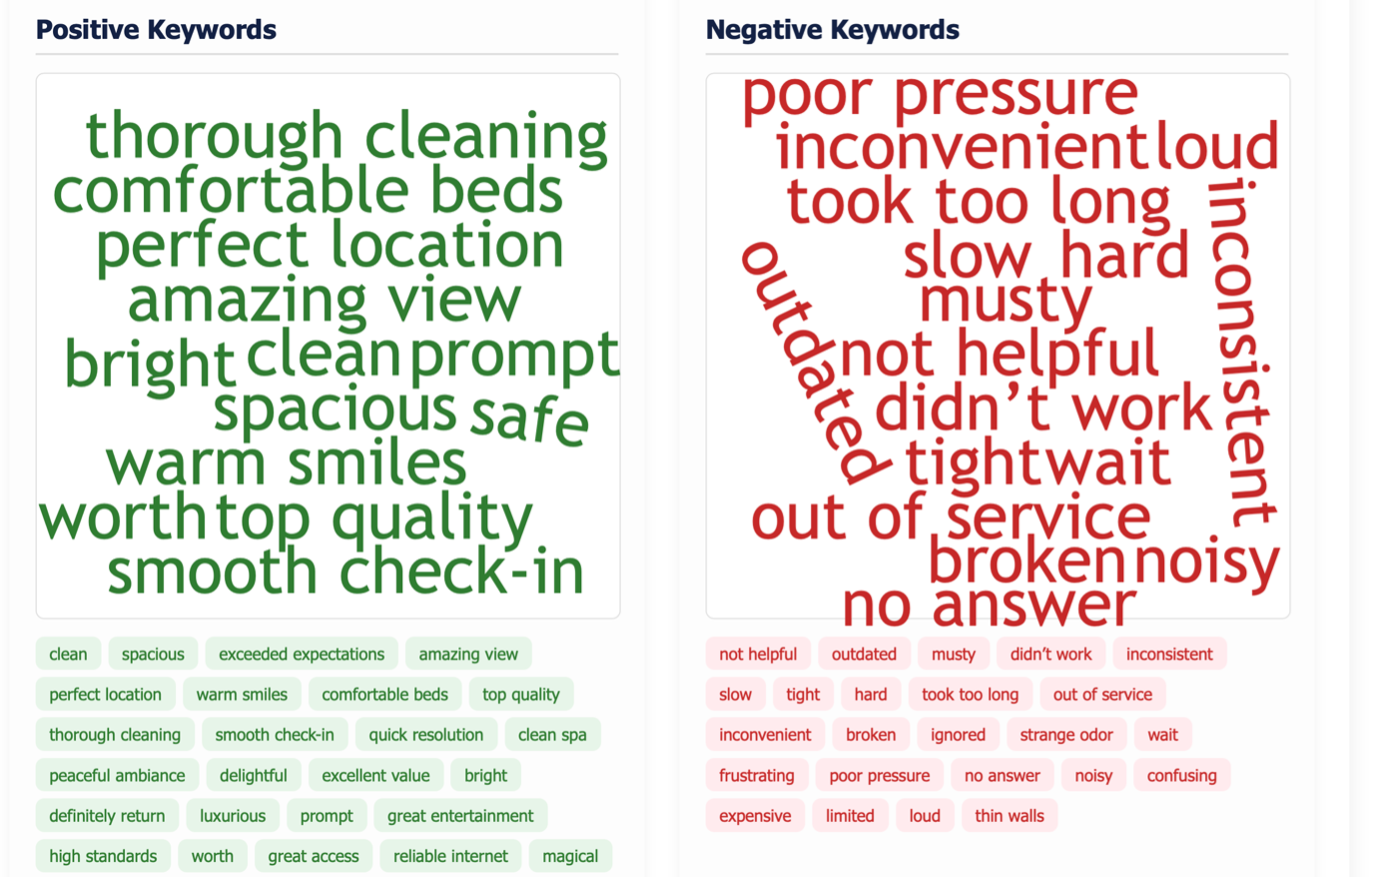 Positive Keywords
thorough cleaning
comfortable beds
perfect location
amazing view
bright clean prompt
spacious safe
warm smiles
worth top quality
smooth check-in
clean spacious exceeded expectations amazing view
perfect location warm smiles comfortable beds top quality
thorough cleaning smooth check-in quick resolution clean spa
peaceful ambiance delightful excellent value bright
definitely return luxurious prompt great entertainment
high standards worth great access reliable internet magical
Negative Keywords
poor pressure
inconvenient loud
took too long
inconsistent
slow hard
outdated
musty
not helpful
didn’t work
tight wait
out of service
broken noisy
no answer
not helpful outdated musty didn’t work inconsistent
slow tight hard took too long out of service
inconvenient broken ignored strange odor wait
frustrating poor pressure no answer noisy confusing
expensive limited loud thin walls